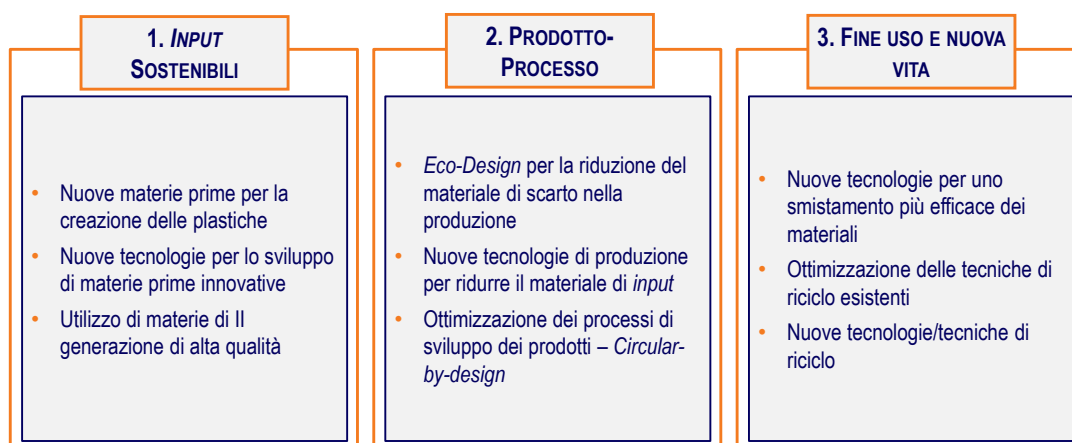 1. INPUT
SOSTENIBILI
• Nuove materie prime per la
creazione delle plastiche
• Nuove tecnologie per lo sviluppo
di materie prime innovative
• Utilizzo di materie di II
generazione di alta qualità
2. PRODOTTO-
PROCESSO
• Eco-Design per la riduzione del
materiale di scarto nella
produzione
• Nuove tecnologie di produzione
per ridurre il materiale di input
• Ottimizzazione dei processi di
sviluppo dei prodotti – Circular-
by-design
3. FINE USO E NUOVA
VITA
• Nuove tecnologie per uno
smistamento più efficace dei
materiali
• Ottimizzazione delle tecniche di
riciclo esistenti
• Nuove tecnologie/tecniche di
riciclo